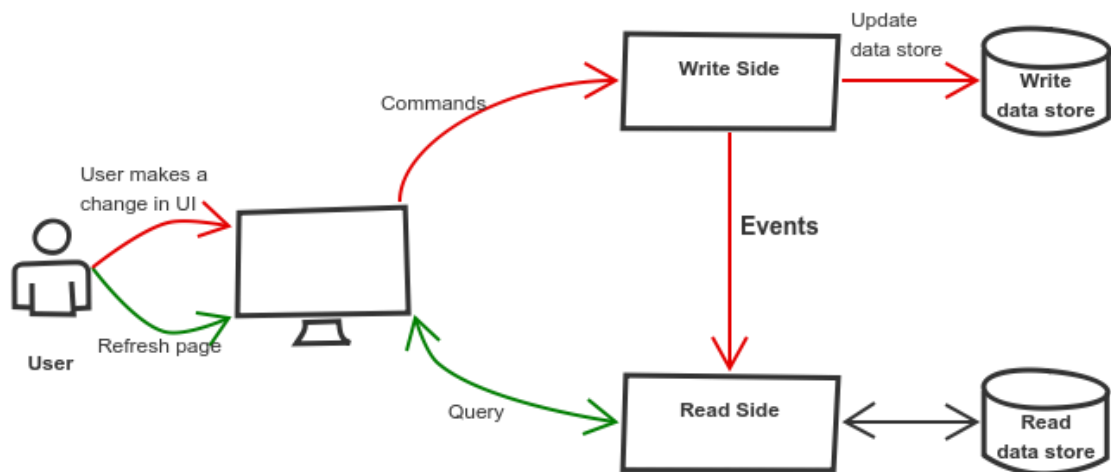 Update
data store
Write Side
Write
data store
Commands
User makes a
change in UI
Events
Refresh page
User
Query
Read Side
Read
data store